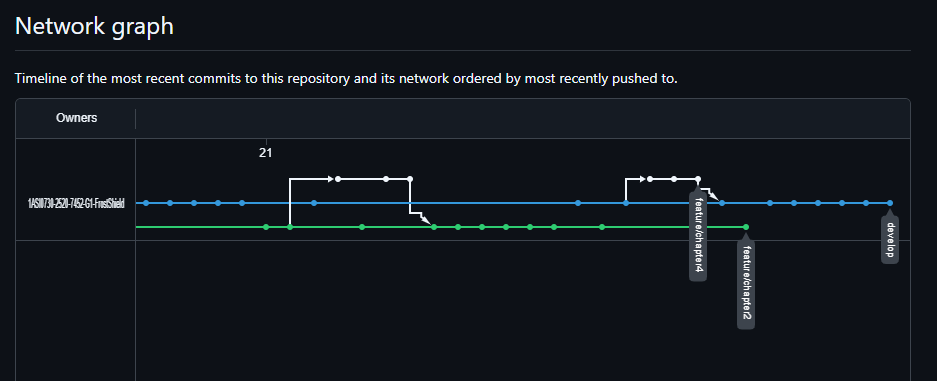 Network graph
Timeline of the most recent commits to this repository and its network ordered by most recently pushed to.
Owners
21
1ASI0730-2520-7452-G1-FrostShield
feature/chapter4
develop
feature/chapter2